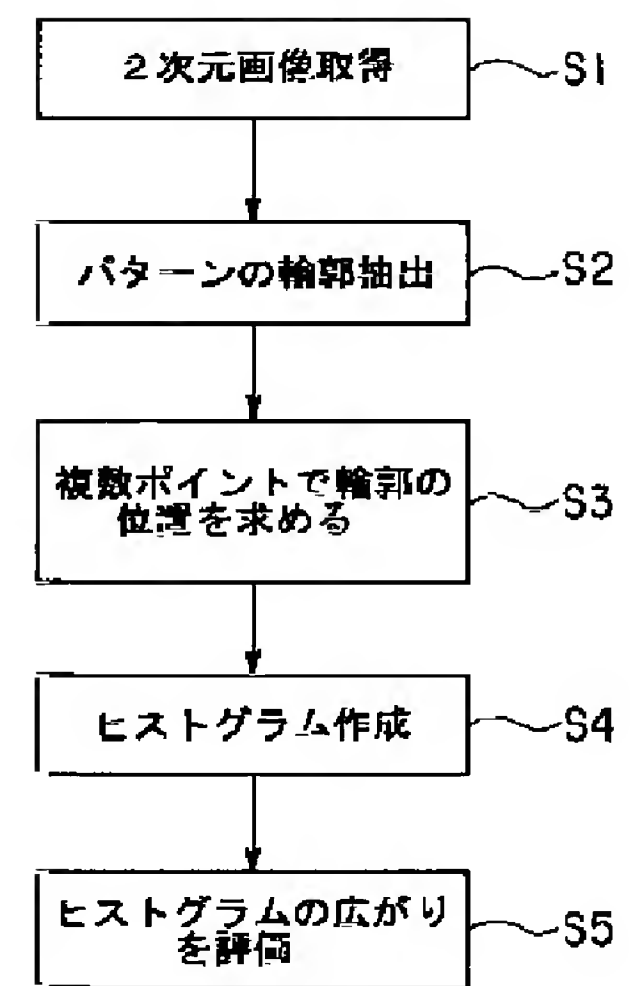 2次元画像取得
S1
パターンの輪郭抽出
S2
複数ポイントで輪郭の
位置を求める
S3
ヒストグラム作成
S4
ヒストグラムの広がり
を評価
S5